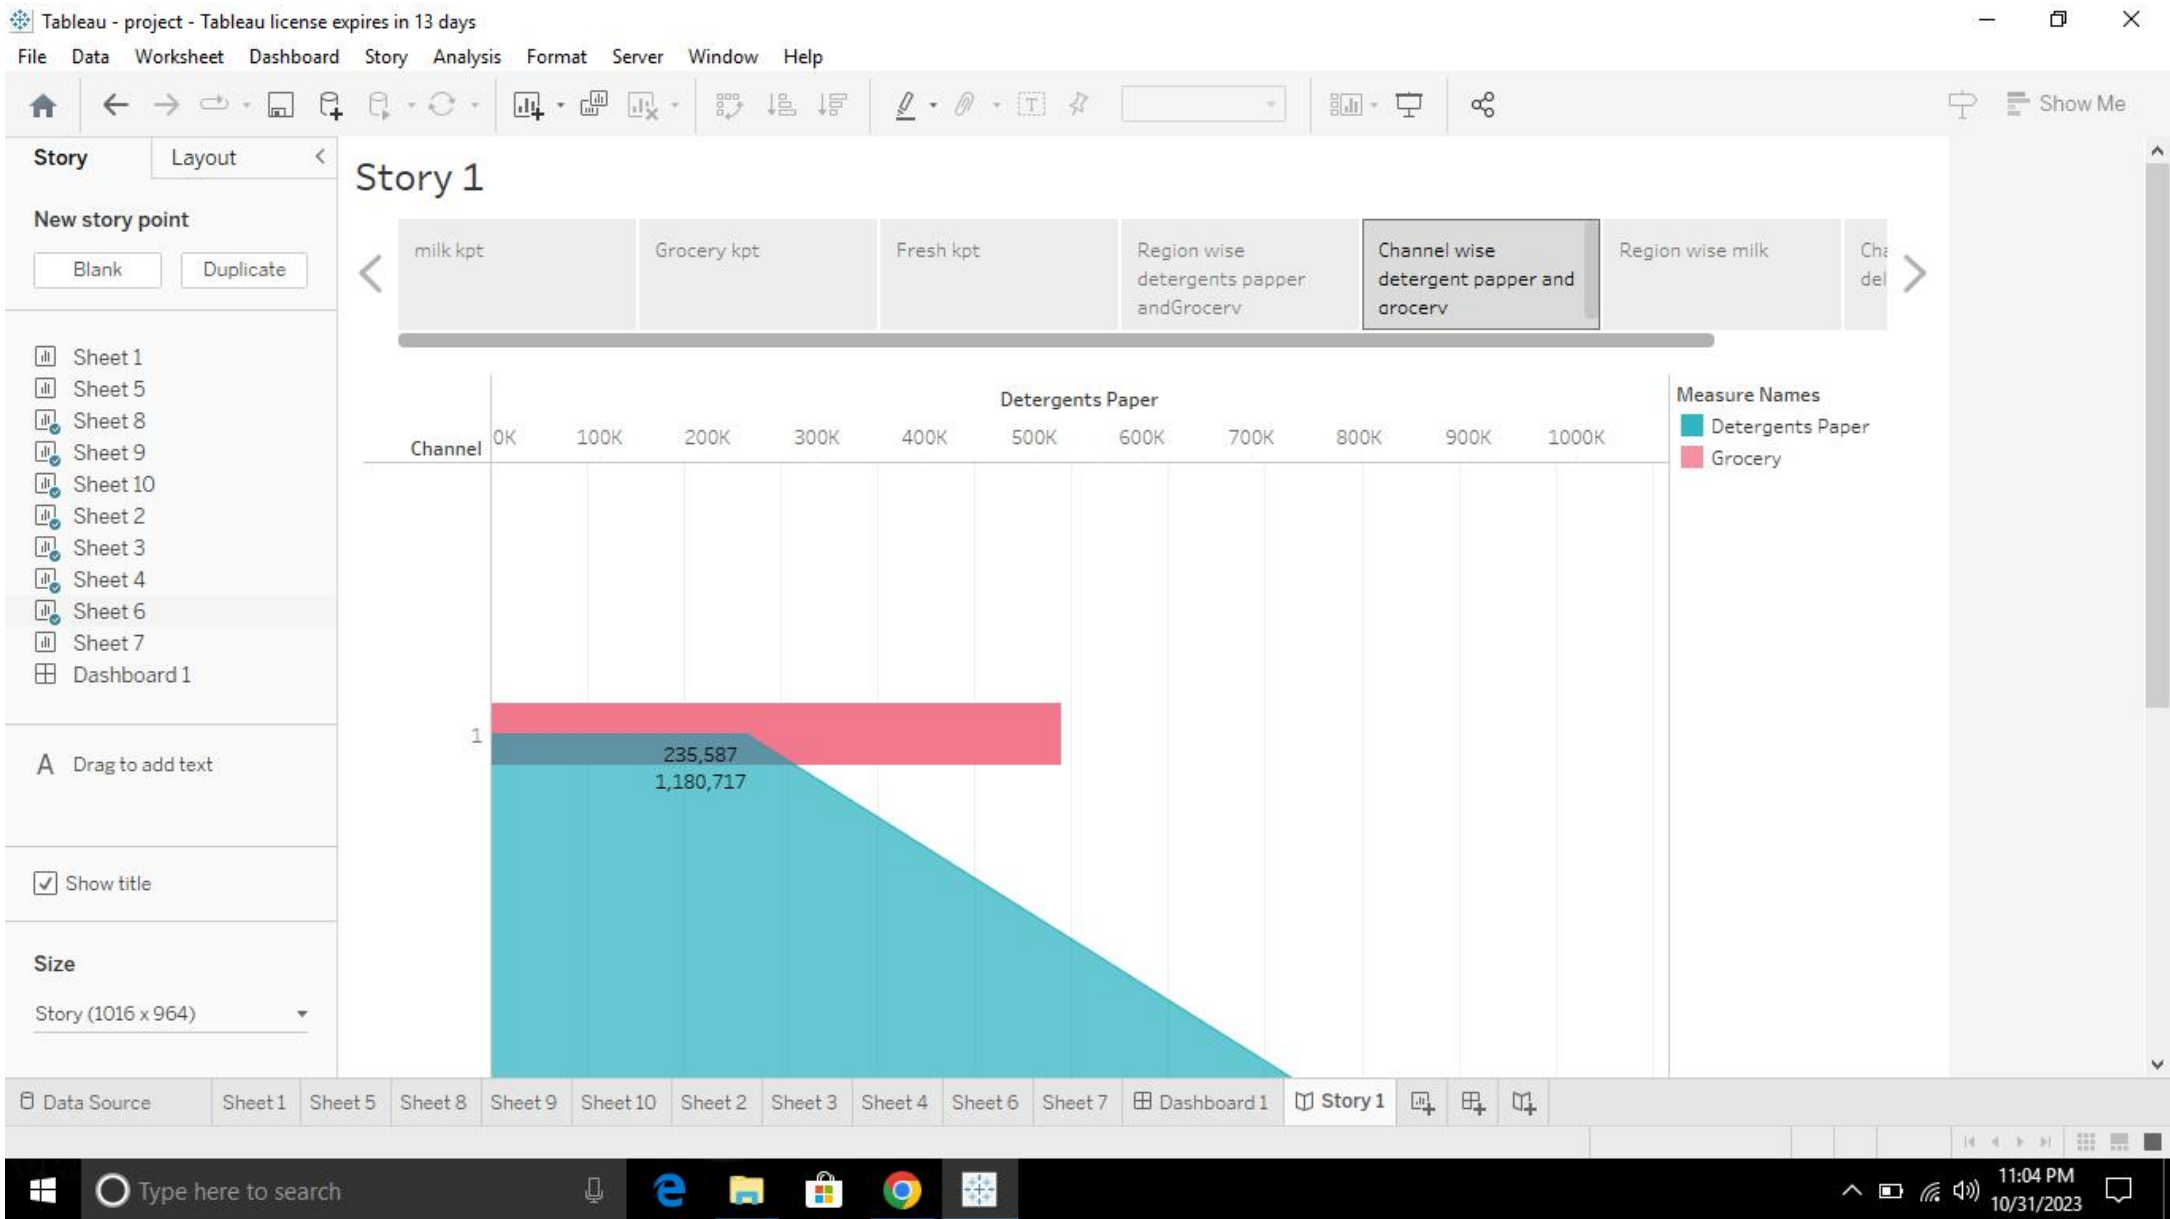 Tableau - project - Tableau license expires in 13 days
File Data Worksheet Dashboard Story Analysis Format Server Window Help
Show Me
Story Layout
New story point
Blank Duplicate
Sheet 1
Sheet 5
Sheet 8
Sheet 9
Sheet 10
Sheet 2
Sheet 3
Sheet 4
Sheet 6
Sheet 7
Dashboard 1
A Drag to add text
Show title
Size
Story (1016 x 964)
Story 1
milk kpt
Grocery kpt
Fresh kpt
Region wise
detergents papper
andGrocery
Channel wise
detergent papper and
grocery
Region wise milk
Cha
del
Detergents Paper
Channel
0K 100K 200K 300K 400K 500K 600K 700K 800K 900K 1000K
1
235,587
1,180,717
Measure Names
Detergents Paper
Grocery
Data Source Sheet 1 Sheet 5 Sheet 8 Sheet 9 Sheet 10 Sheet 2 Sheet 3 Sheet 4 Sheet 6 Sheet 7 Dashboard 1 Story 1
Type here to search
11:04 PM
10/31/2023